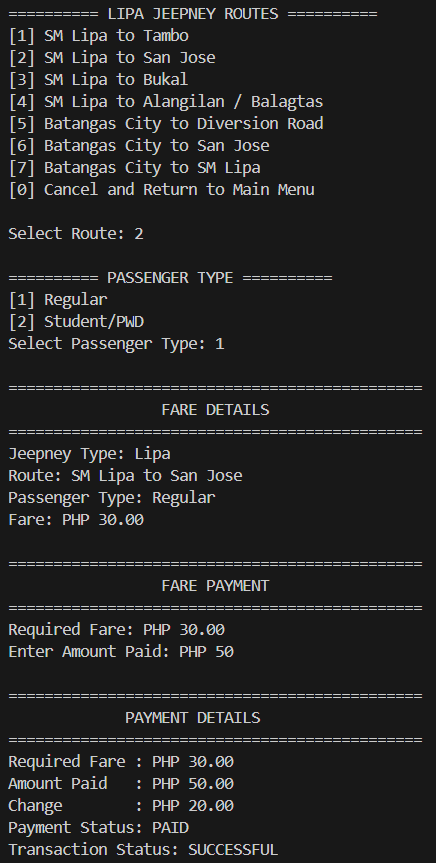 ========== LIPA JEEPNEY ROUTES ==========
[1] SM Lipa to Tambo
[2] SM Lipa to San Jose
[3] SM Lipa to Bukal
[4] SM Lipa to Alangilan / Balagtas
[5] Batangas City to Diversion Road
[6] Batangas City to San Jose
[7] Batangas City to SM Lipa
[0] Cancel and Return to Main Menu

Select Route: 2

========== PASSENGER TYPE ==========
[1] Regular
[2] Student/PWD
Select Passenger Type: 1

==============================================
                 FARE DETAILS
==============================================
Jeepney Type: Lipa
Route: SM Lipa to San Jose
Passenger Type: Regular
Fare: PHP 30.00

==============================================
                 FARE PAYMENT
==============================================
Required Fare: PHP 30.00
Enter Amount Paid: PHP 50

==============================================
             PAYMENT DETAILS
==============================================
Required Fare : PHP 30.00
Amount Paid   : PHP 50.00
Change        : PHP 20.00
Payment Status: PAID
Transaction Status: SUCCESSFUL